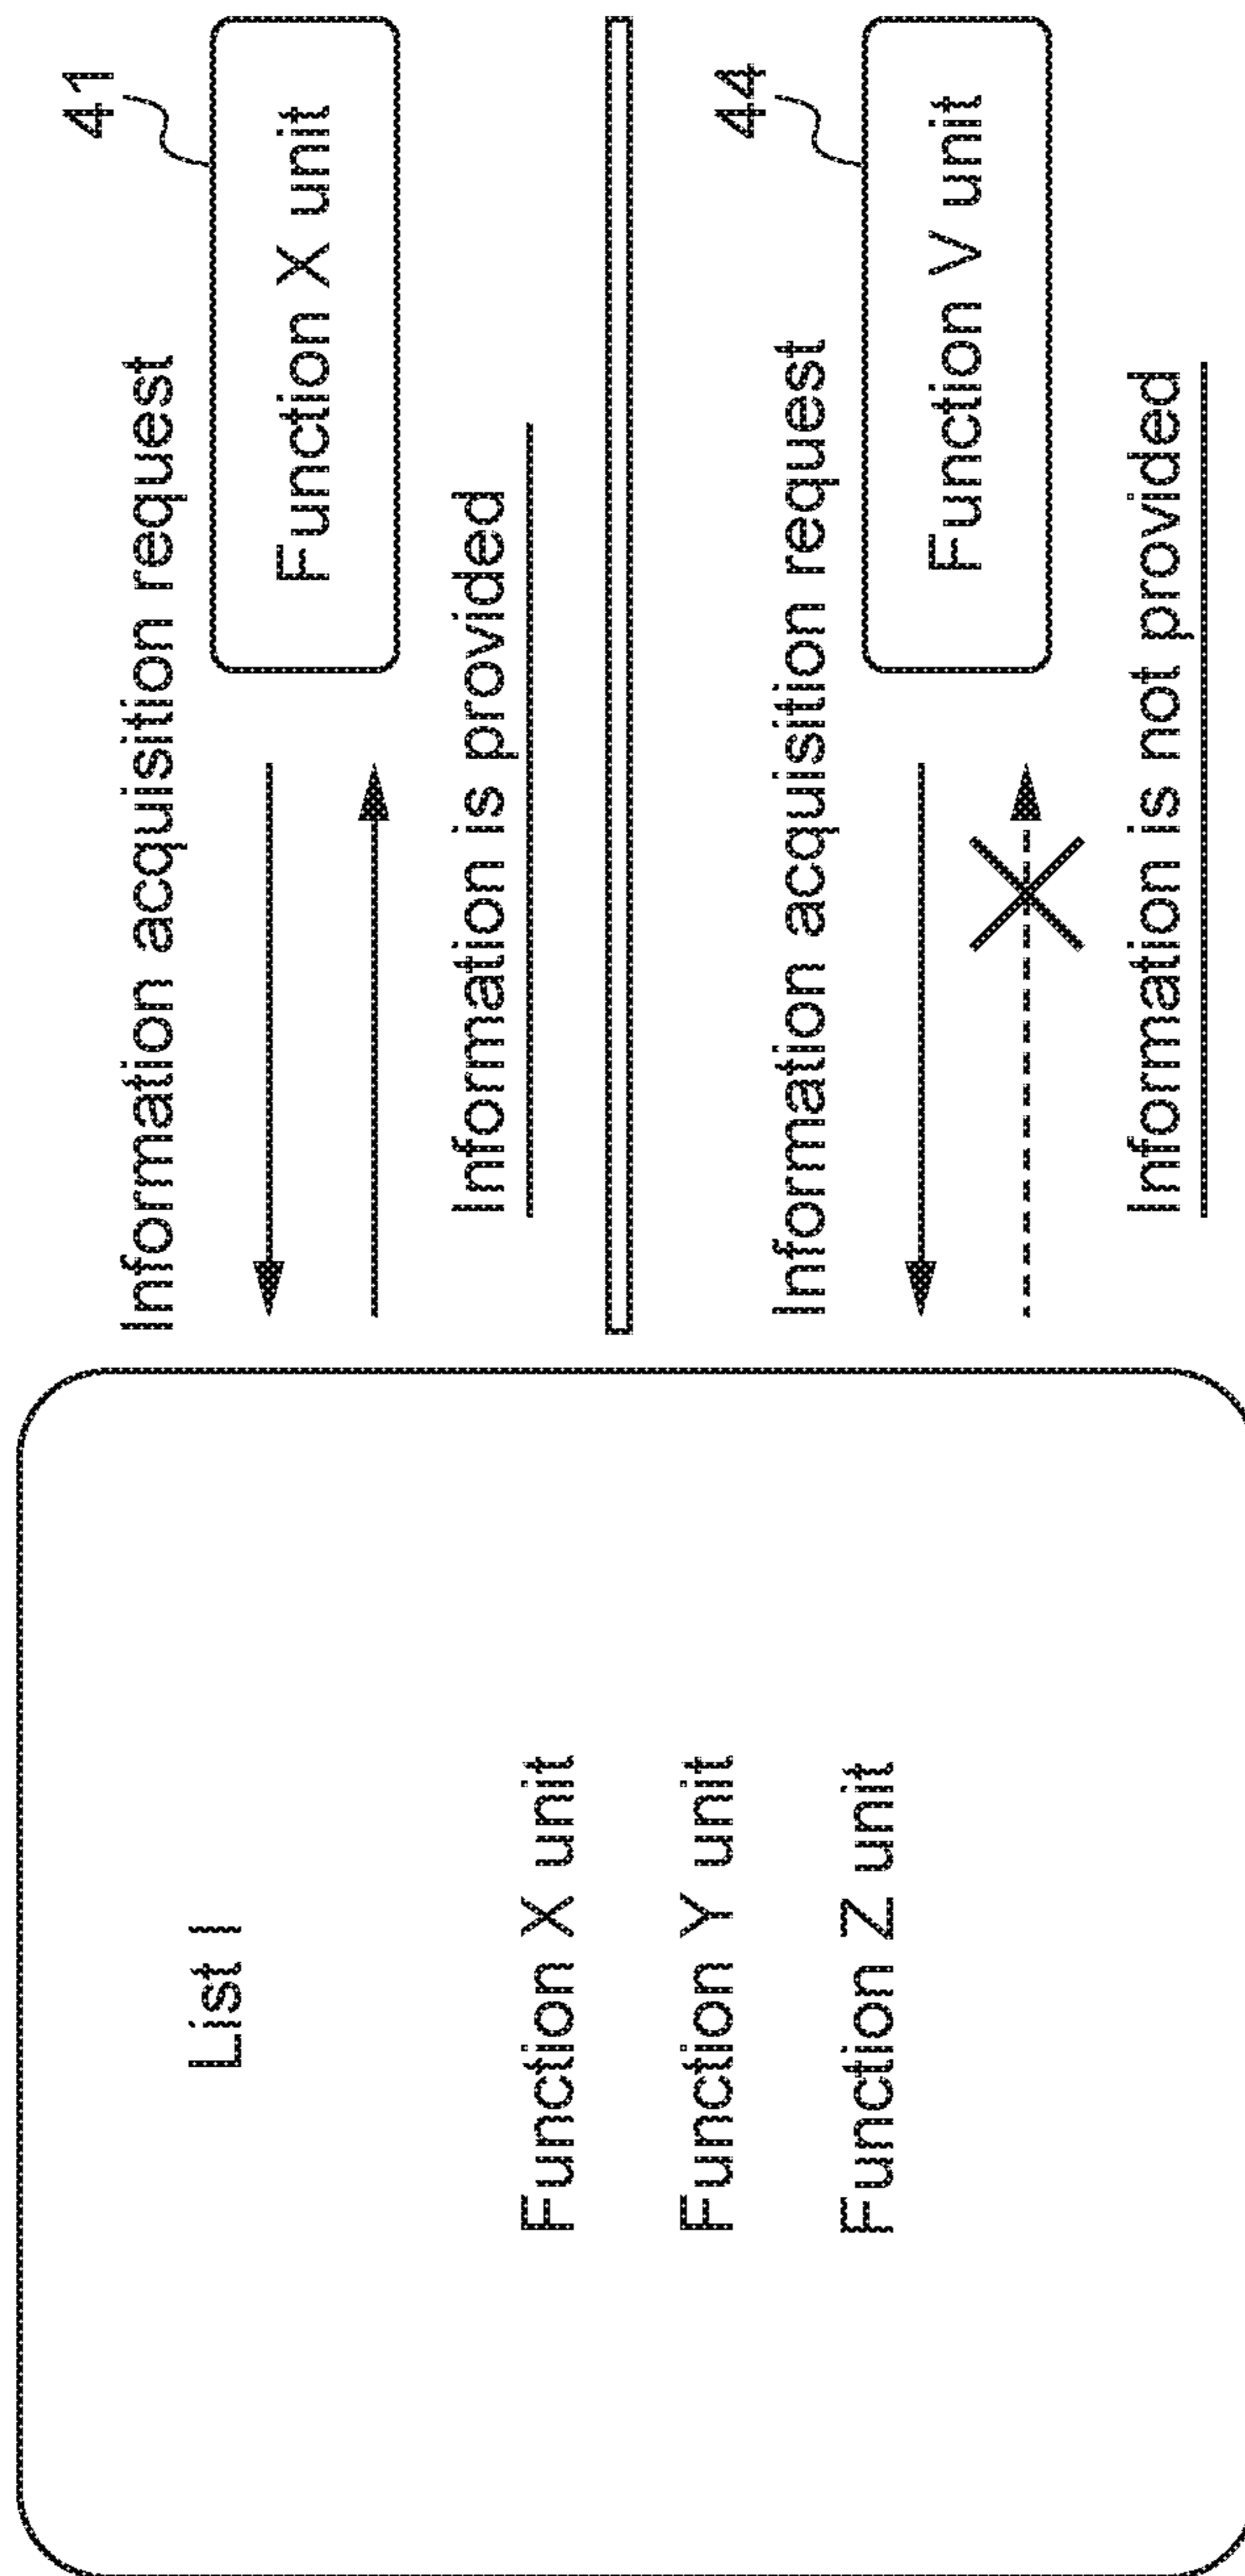 List I
Function X unit
Function Y unit
Function Z unit
41
Information acquisition request
Function X unit
Information is provided
44
Information acquisition request
Function V unit
Information is not provided